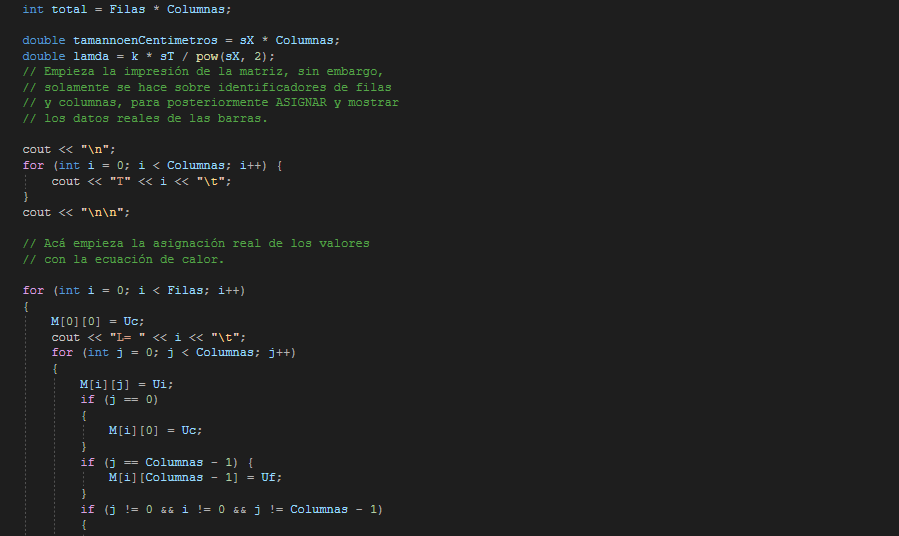 int total = Filas * Columnas;
double tamannoenCentimetros = sX * Columnas;
double lamda = k * sT / pow(sX, 2);
// Empieza la impresión de la matriz, sin embargo,
// solamente se hace sobre identificadores de filas
// y columnas, para posteriormente ASIGNAR y mostrar
// los datos reales de las barras.
cout << "\n";
for (int i = 0; i < Columnas; i++) {
cout << "T" << i << "\t";
}
cout << "\n\n";
// Acá empieza la asignación real de los valores
// con la ecuación de calor.
for (int i = 0; i < Filas; i++)
{
M[0][0] = Uc;
cout << "L= " << i << "\t";
for (int j = 0; j < Columnas; j++)
{
M[i][j] = Ui;
if (j == 0)
{
M[i][0] = Uc;
}
if (j == Columnas - 1) {
M[i][Columnas - 1] = Uf;
}
if (j != 0 && i != 0 && j != Columnas - 1)
{